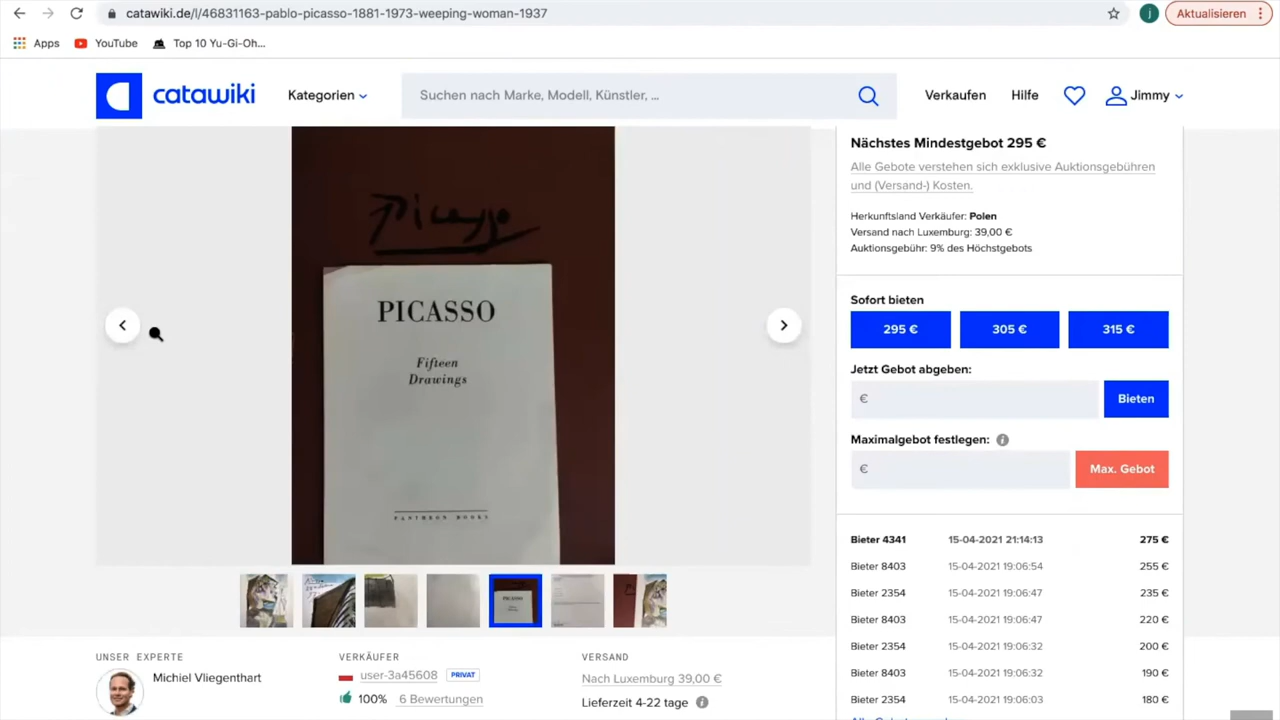 catawiki.de/l/46831163-pablo-picasso-1881-1973-weeping-woman-1937
j
Aktualisieren
Apps
YouTube
Top 10 Yu-Gi-Oh...
catawiki
Kategorien
Suchen nach Marke, Modell, Künstler, ...
Verkaufen
Hilfe
Jimmy
Picasso
PICASSO
Fifteen
Drawings
PANTHEON BOOKS
Nächstes Mindestgebot 295 €
Alle Gebote verstehen sich exklusive Auktionsgebühren
und (Versand-) Kosten.
Herkunftsland Verkäufer: Polen
Versand nach Luxemburg: 39,00 €
Auktionsgebühr: 9% des Höchstgebots
Sofort bieten
295 €
305 €
315 €
Jetzt Gebot abgeben:
€
Bieten
Maximalgebot festlegen:
€
Max. Gebot
Bieter 4341 15-04-2021 21:14:13 275 €
Bieter 8403 15-04-2021 19:06:54 255 €
Bieter 2354 15-04-2021 19:06:47 235 €
Bieter 8403 15-04-2021 19:06:47 220 €
Bieter 2354 15-04-2021 19:06:32 200 €
Bieter 8403 15-04-2021 19:06:32 190 €
Bieter 2354 15-04-2021 19:06:03 180 €
UNSER EXPERTE
Michiel Vliegenthart
VERKÄUFER
user-3a45608 PRIVAT
100% 6 Bewertungen
VERSAND
Nach Luxemburg 39,00 €
Lieferzeit 4-22 tage